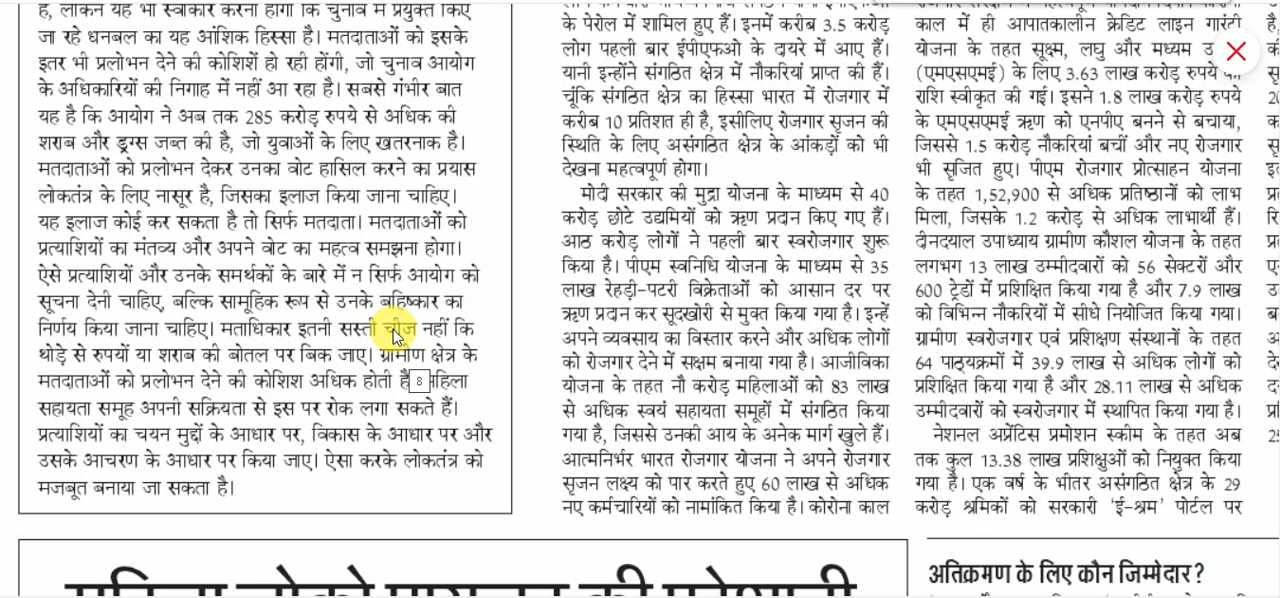 है, लेकिन यह भी स्वीकार करना होगा कि चुनाव में प्रयुक्त किए
जा रहे धनबल का यह आंशिक हिस्सा है। मतदाताओं को इसके
इतर भी प्रलोभन देने की कोशिशें हो रही होंगी, जो चुनाव आयोग
के अधिकारियों की निगाह में नहीं आ रहा है। सबसे गंभीर बात
यह है कि आयोग ने अब तक 285 करोड़ रुपये से अधिक की
शराब और ड्रग्स जब्त की है, जो युवाओं के लिए खतरनाक है।
मतदाताओं को प्रलोभन देकर उनका वोट हासिल करने का प्रयास
लोकतंत्र के लिए नासूर है, जिसका इलाज किया जाना चाहिए।
यह इलाज कोई कर सकता है तो सिर्फ मतदाता। मतदाताओं को
प्रत्याशियों का मंतव्य और अपने वोट का महत्व समझना होगा।
ऐसे प्रत्याशियों और उनके समर्थकों के बारे में न सिर्फ आयोग को
सूचना देनी चाहिए, बल्कि सामूहिक रूप से उनके बहिष्कार का
निर्णय किया जाना चाहिए। मताधिकार इतनी सस्ती चीज नहीं कि
थोड़े से रुपयों या शराब की बोतल पर बिक जाए। ग्रामीण क्षेत्र के
मतदाताओं को प्रलोभन देने की कोशिश अधिक होती है
8
सहायता समूह अपनी सक्रियता से इस पर रोक लगा सकते हैं।
प्रत्याशियों का चयन मुद्दों के आधार पर, विकास के आधार पर और
उसके आचरण के आधार पर किया जाए। ऐसा करके लोकतंत्र को
मजबूत बनाया जा सकता है।
के पेरोल में शामिल हुए हैं। इनमें करीब 3.5 करोड़
लोग पहली बार ईपीएफओ के दायरे में आए हैं।
यानी इन्होंने संगठित क्षेत्र में नौकरियां प्राप्त की हैं।
चूंकि संगठित क्षेत्र का हिस्सा भारत में रोजगार में
करीब 10 प्रतिशत ही है, इसीलिए रोजगार सृजन की
स्थिति के लिए असंगठित क्षेत्र के आंकड़ों को भी
देखना महत्वपूर्ण होगा।
मोदी सरकार की मुद्रा योजना के माध्यम से 40
करोड़ छोटे उद्यमियों को ऋण प्रदान किए गए हैं।
आठ करोड़ लोगों ने पहली बार स्वरोजगार शुरू
किया है। पीएम स्वनिधि योजना के माध्यम से 35
लाख रेहड़ी-पटरी विक्रेताओं को आसान दर पर
ऋण प्रदान कर सूदखोरी से मुक्त किया गया है। इन्हें
अपने व्यवसाय का विस्तार करने और अधिक लोगों
को रोजगार देने में सक्षम बनाया गया है। आजीविका
योजना के तहत नौ करोड़ महिलाओं को 83 लाख
से अधिक स्वयं सहायता समूहों में संगठित किया
गया है, जिससे उनकी आय के अनेक मार्ग खुले हैं।
आत्मनिर्भर भारत रोजगार योजना ने अपने रोजगार
सृजन लक्ष्य को पार करते हुए 60 लाख से अधिक
नए कर्मचारियों को नामांकित किया है। कोरोना काल
काल में ही आपातकालीन क्रेडिट लाइन गारंटी
योजना के तहत सूक्ष्म, लघु और मध्यम
(एमएसएमई) के लिए 3.63 लाख करोड़ रुपये
राशि स्वीकृत की गई। इसने 1.8 लाख करोड़ रुपये
के एमएसएमई ऋण को एनपीए बनने से बचाया,
जिससे 1.5 करोड़ नौकरियां बचीं और नए रोजगार
भी सृजित हुए। पीएम रोजगार प्रोत्साहन योजना
के तहत 1,52,900 से अधिक प्रतिष्ठानों को लाभ
मिला, जिसके 1.2 करोड़ से अधिक लाभार्थी हैं।
दीनदयाल उपाध्याय ग्रामीण कौशल योजना के तहत
लगभग 13 लाख उम्मीदवारों को 56 सेक्टरों और
600 ट्रेडों में प्रशिक्षित किया गया है और 7.9 लाख
को विभिन्न नौकरियों में सीधे नियोजित किया गया।
ग्रामीण स्वरोजगार एवं प्रशिक्षण संस्थानों के तहत
64 पाठ्यक्रमों में 39.9 लाख से अधिक लोगों को
प्रशिक्षित किया गया है और 28.11 लाख से अधिक
उम्मीदवारों को स्वरोजगार में स्थापित किया गया है।
नेशनल अप्रेंटिस प्रमोशन स्कीम के तहत अब
तक कुल 13.38 लाख प्रशिक्षुओं को नियुक्त किया
गया है। एक वर्ष के भीतर असंगठित क्षेत्र के 29
करोड़ श्रमिकों को सरकारी 'ई-श्रम' पोर्टल पर
अतिक्रमण के लिए कौन जिम्मेदार?